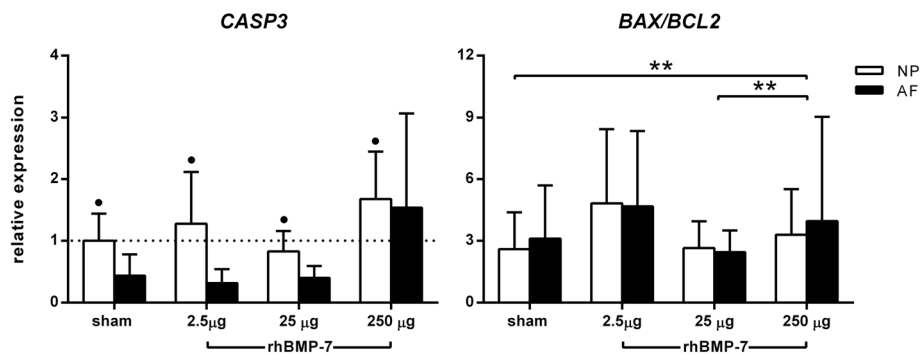 CASP3
BAX/BCL2
relative expression
4
3
2
1
0
12
9
6
3
0
**
**
NP
AF
sham 2.5μg 25 μg 250 μg
sham 2.5μg 25 μg 250 μg
rhBMP-7
rhBMP-7